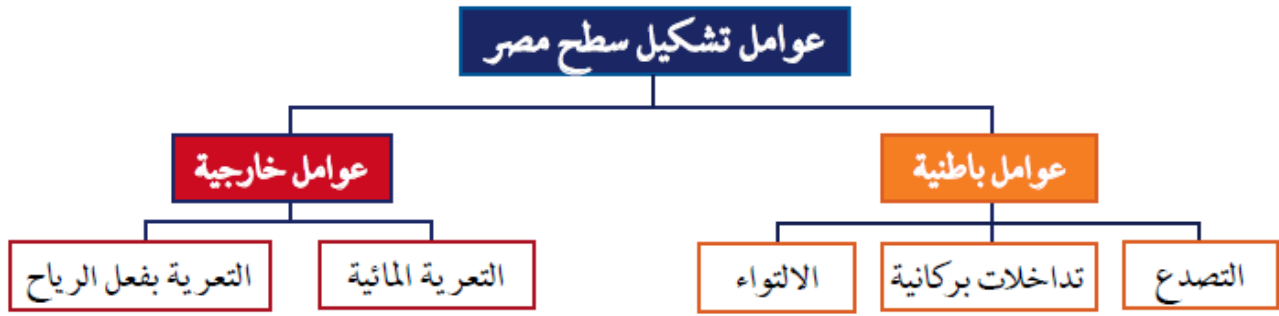 عوامل تشكيل سطح مصر
عوامل باطنية
عوامل خارجية
التصدع
تداخلات بركانية
الالتواء
التعرية المائية
التعرية بفعل الرياح